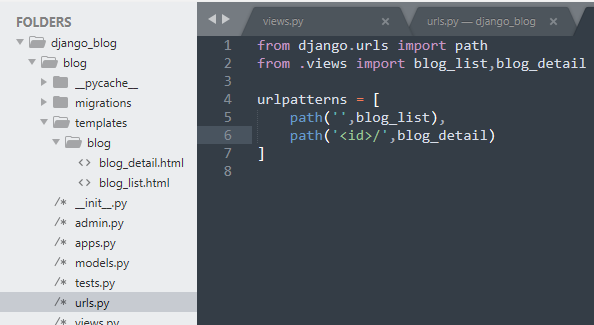 FOLDERS
django_blog
blog
__pycache__
migrations
templates
blog
<> blog_detail.html
<> blog_list.html
/* __init__.py
/* admin.py
/* apps.py
/* models.py
/* tests.py
/* urls.py
/* views.py
views.py ×
urls.py — django_blog ×
1 from django.urls import path
2 from .views import blog_list,blog_detail
3
4 urlpatterns = [
5 path('',blog_list),
6 path('<id>/',blog_detail)
7 ]
8